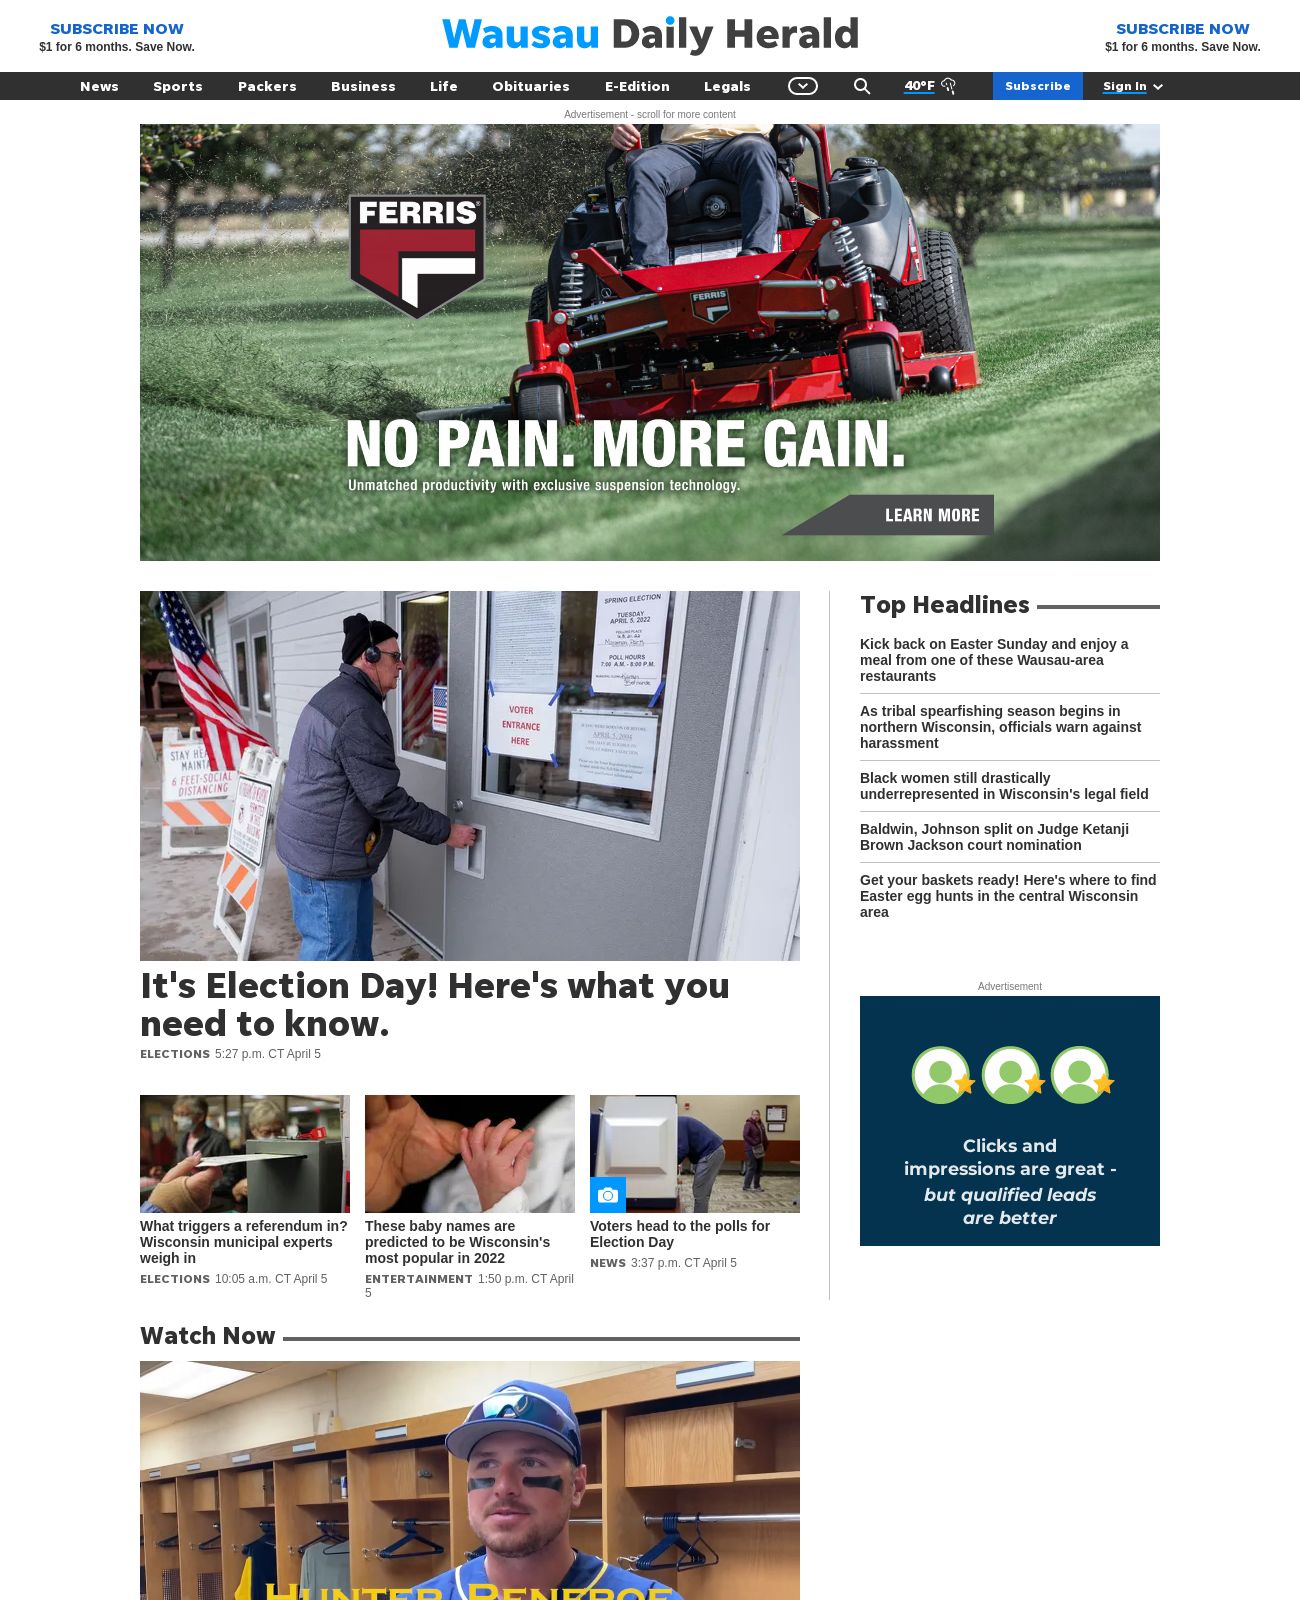 SUBSCRIBE NOW
$1 for 6 months. Save Now.
Wausau Daily Herald
SUBSCRIBE NOW
$1 for 6 months. Save Now.
News Sports Packers Business Life Obituaries E-Edition Legals 40°F Subscribe Sign In
Advertisement - scroll for more content
FERRIS
FERRIS
NO PAIN. MORE GAIN.
Unmatched productivity with exclusive suspension technology.
LEARN MORE
SPRING ELECTION
TUESDAY
APRIL 5, 2022
POLLING PLACE
POLL HOURS
7:00 A.M. - 8:00 P.M.
VOTER
ENTRANCE
HERE
APRIL 5, 2004
6 FEET-SOCIAL
DISTANCING
It's Election Day! Here's what you
need to know.
ELECTIONS 5:27 p.m. CT April 5
What triggers a referendum in?
Wisconsin municipal experts
weigh in
ELECTIONS 10:05 a.m. CT April 5
These baby names are
predicted to be Wisconsin's
most popular in 2022
ENTERTAINMENT 1:50 p.m. CT April
5
Voters head to the polls for
Election Day
NEWS 3:37 p.m. CT April 5
Top Headlines
Kick back on Easter Sunday and enjoy a
meal from one of these Wausau-area
restaurants
As tribal spearfishing season begins in
northern Wisconsin, officials warn against
harassment
Black women still drastically
underrepresented in Wisconsin's legal field
Baldwin, Johnson split on Judge Ketanji
Brown Jackson court nomination
Get your baskets ready! Here's where to find
Easter egg hunts in the central Wisconsin
area
Advertisement
Clicks and
impressions are great -
but qualified leads
are better
Watch Now
HUNTER RENFROE